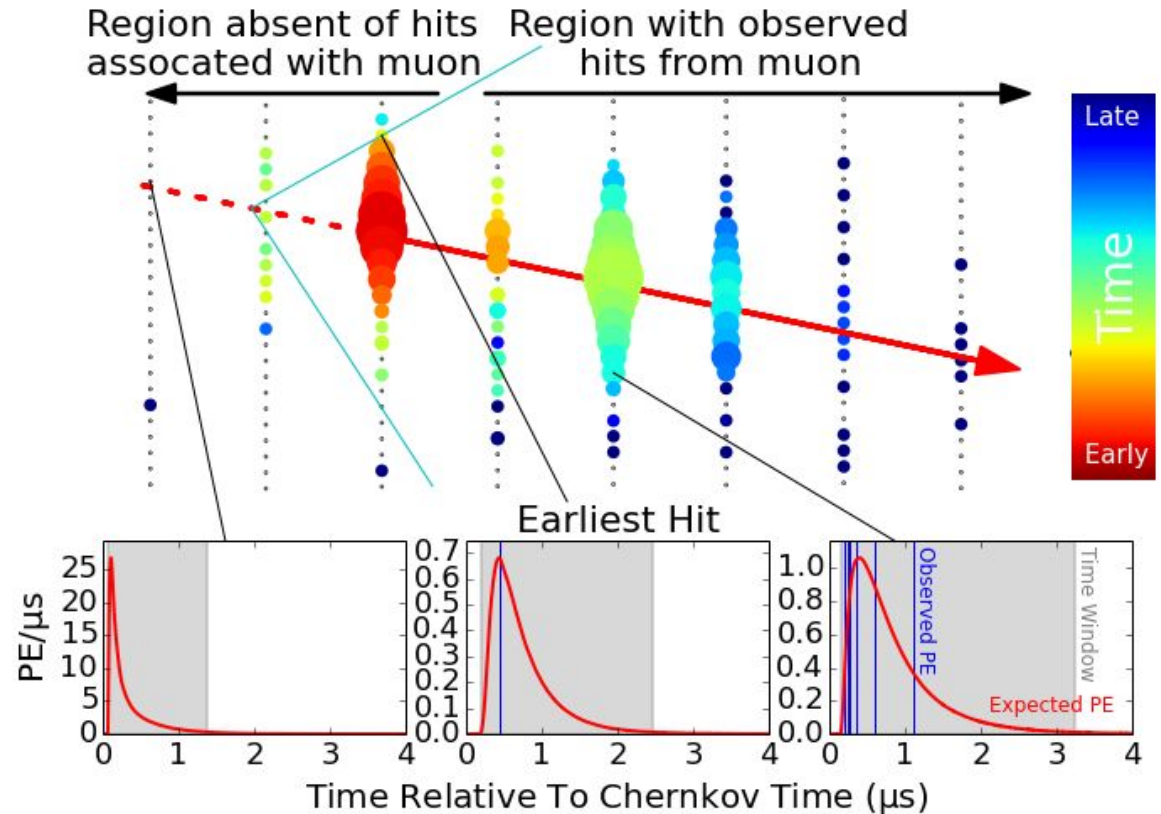 Region absent of hits
assocated with muon
Region with observed
hits from muon
Late
Time
Early
Earliest Hit
PE/μs
25
20
15
10
5
0
0 1 2 3 4
0.7
0.6
0.5
0.4
0.3
0.2
0.1
0.0
0 1 2 3 4
1.0
0.8
0.6
0.4
0.2
0.0
0 1 2 3 4
Observed PE
Time Window
Expected PE
Time Relative To Chernkov Time (μs)